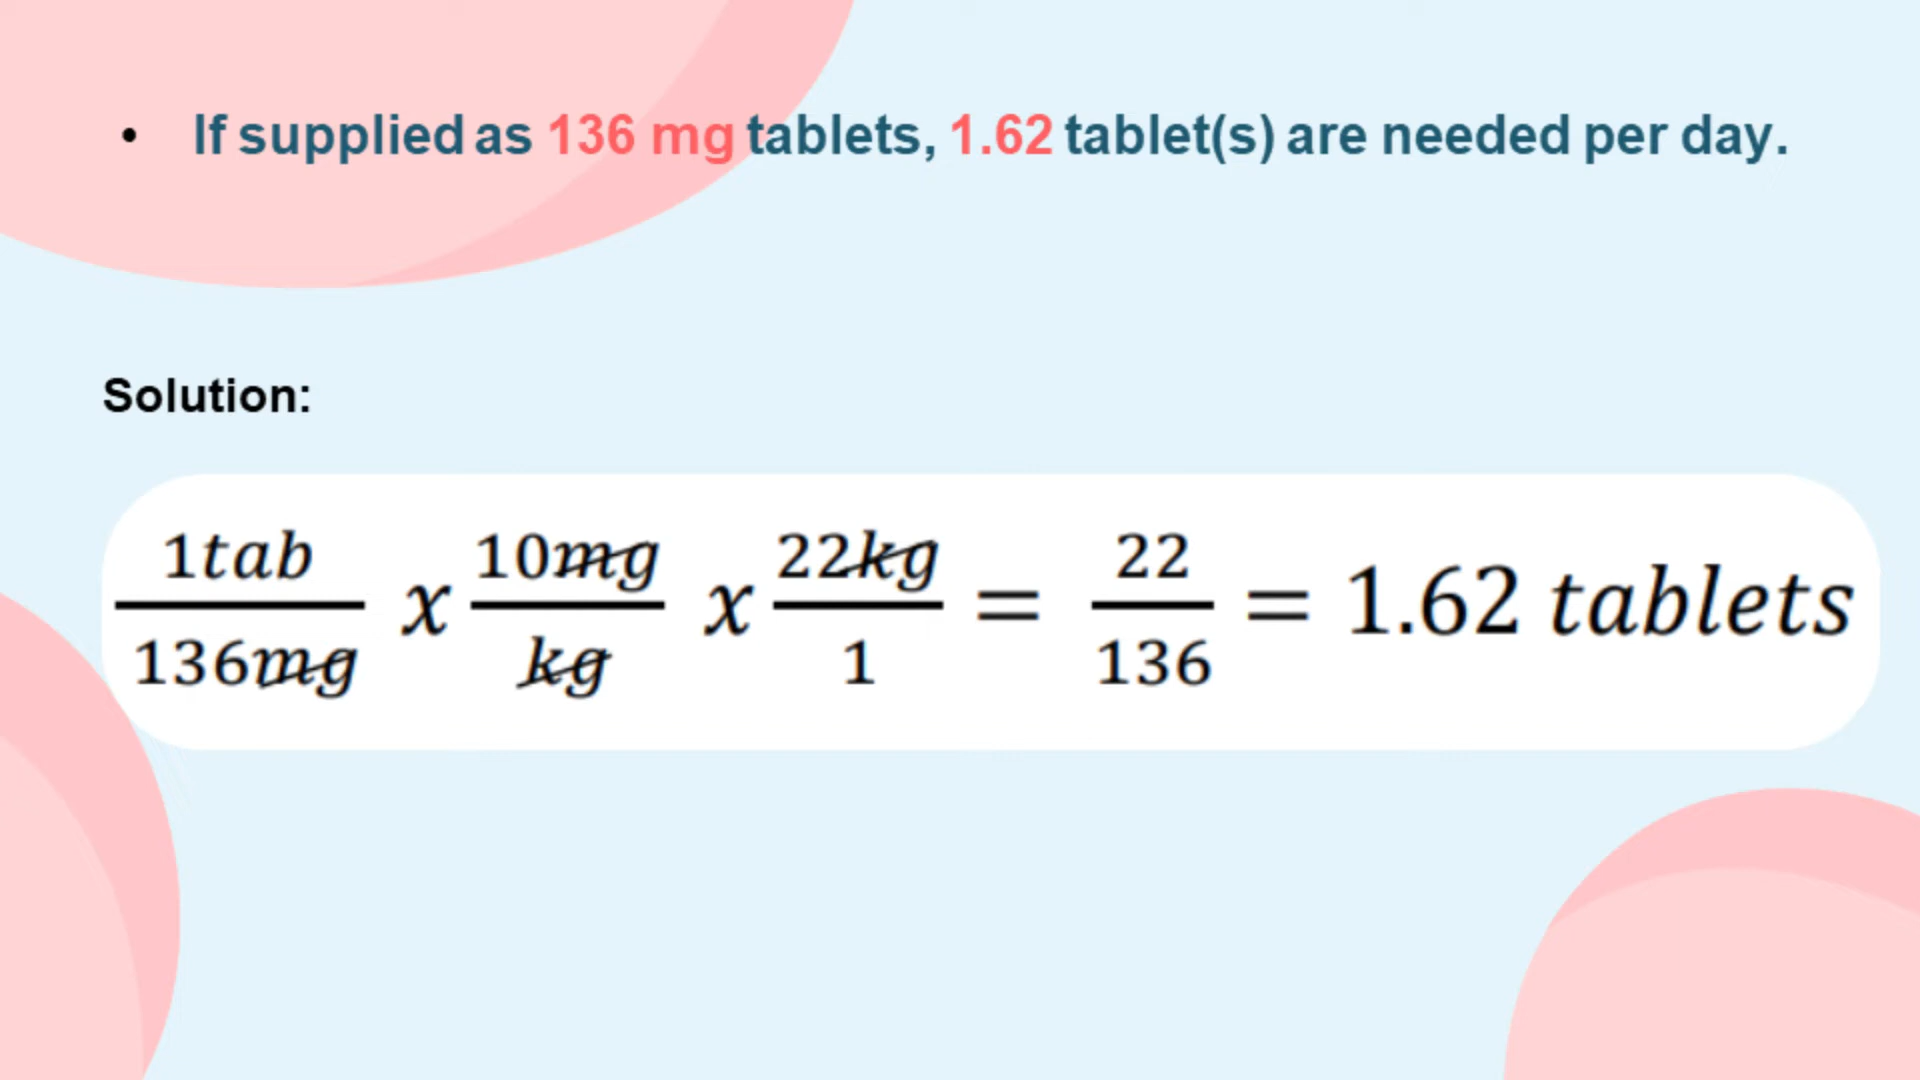 • If supplied as 136 mg tablets, 1.62 tablet(s) are needed per day.
Solution:
1tab/136mg x 10mg/kg x 22kg/1 = 22/136 = 1.62 tablets